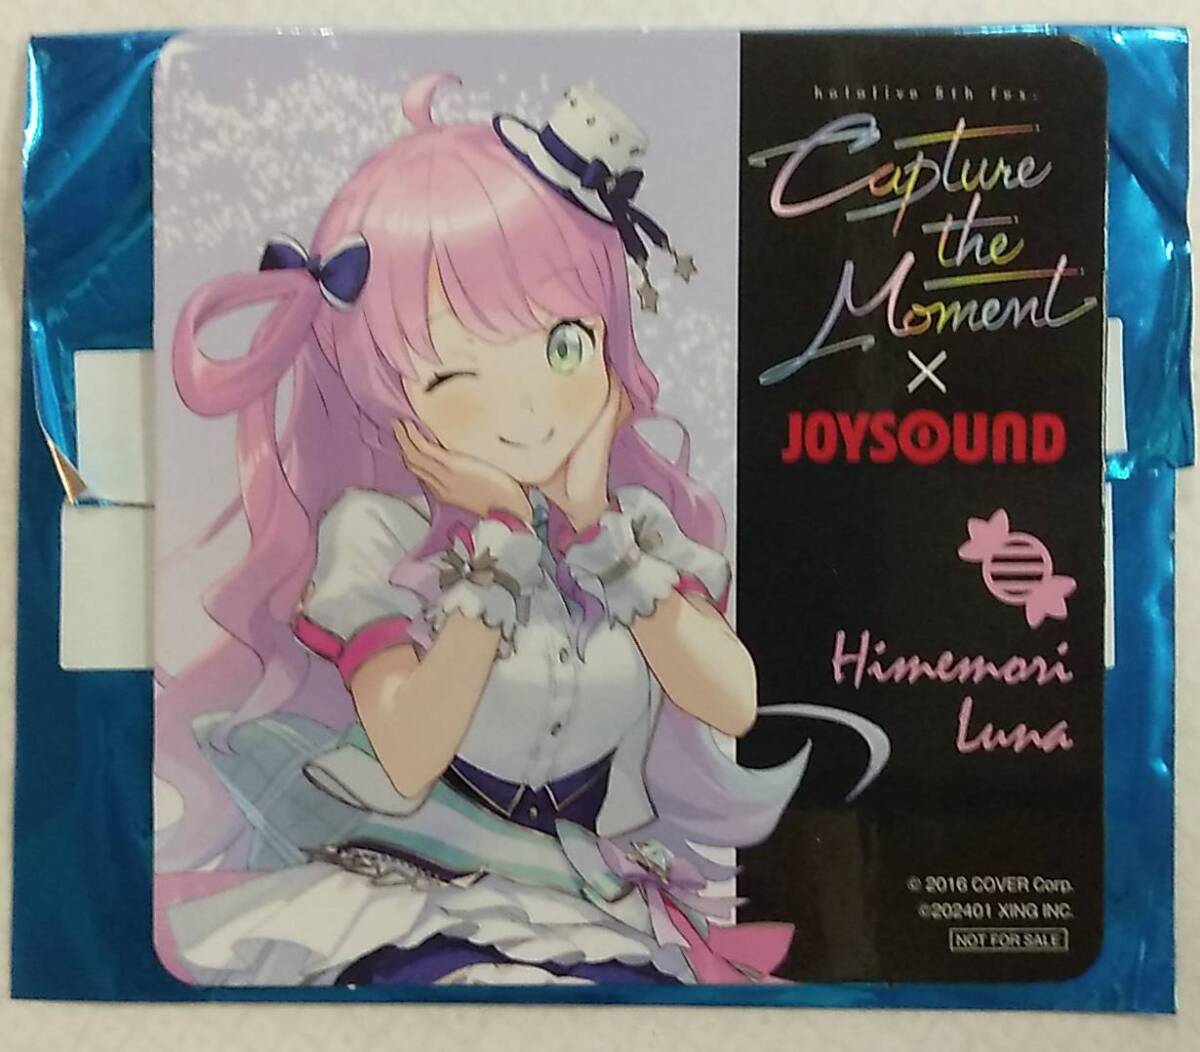 hololive 5th fes.
Capture
the
Moment
×
JOYSOUND
Himemori
Luna
© 2016 COVER Corp.
©202401 XING INC.
NOT FOR SALE